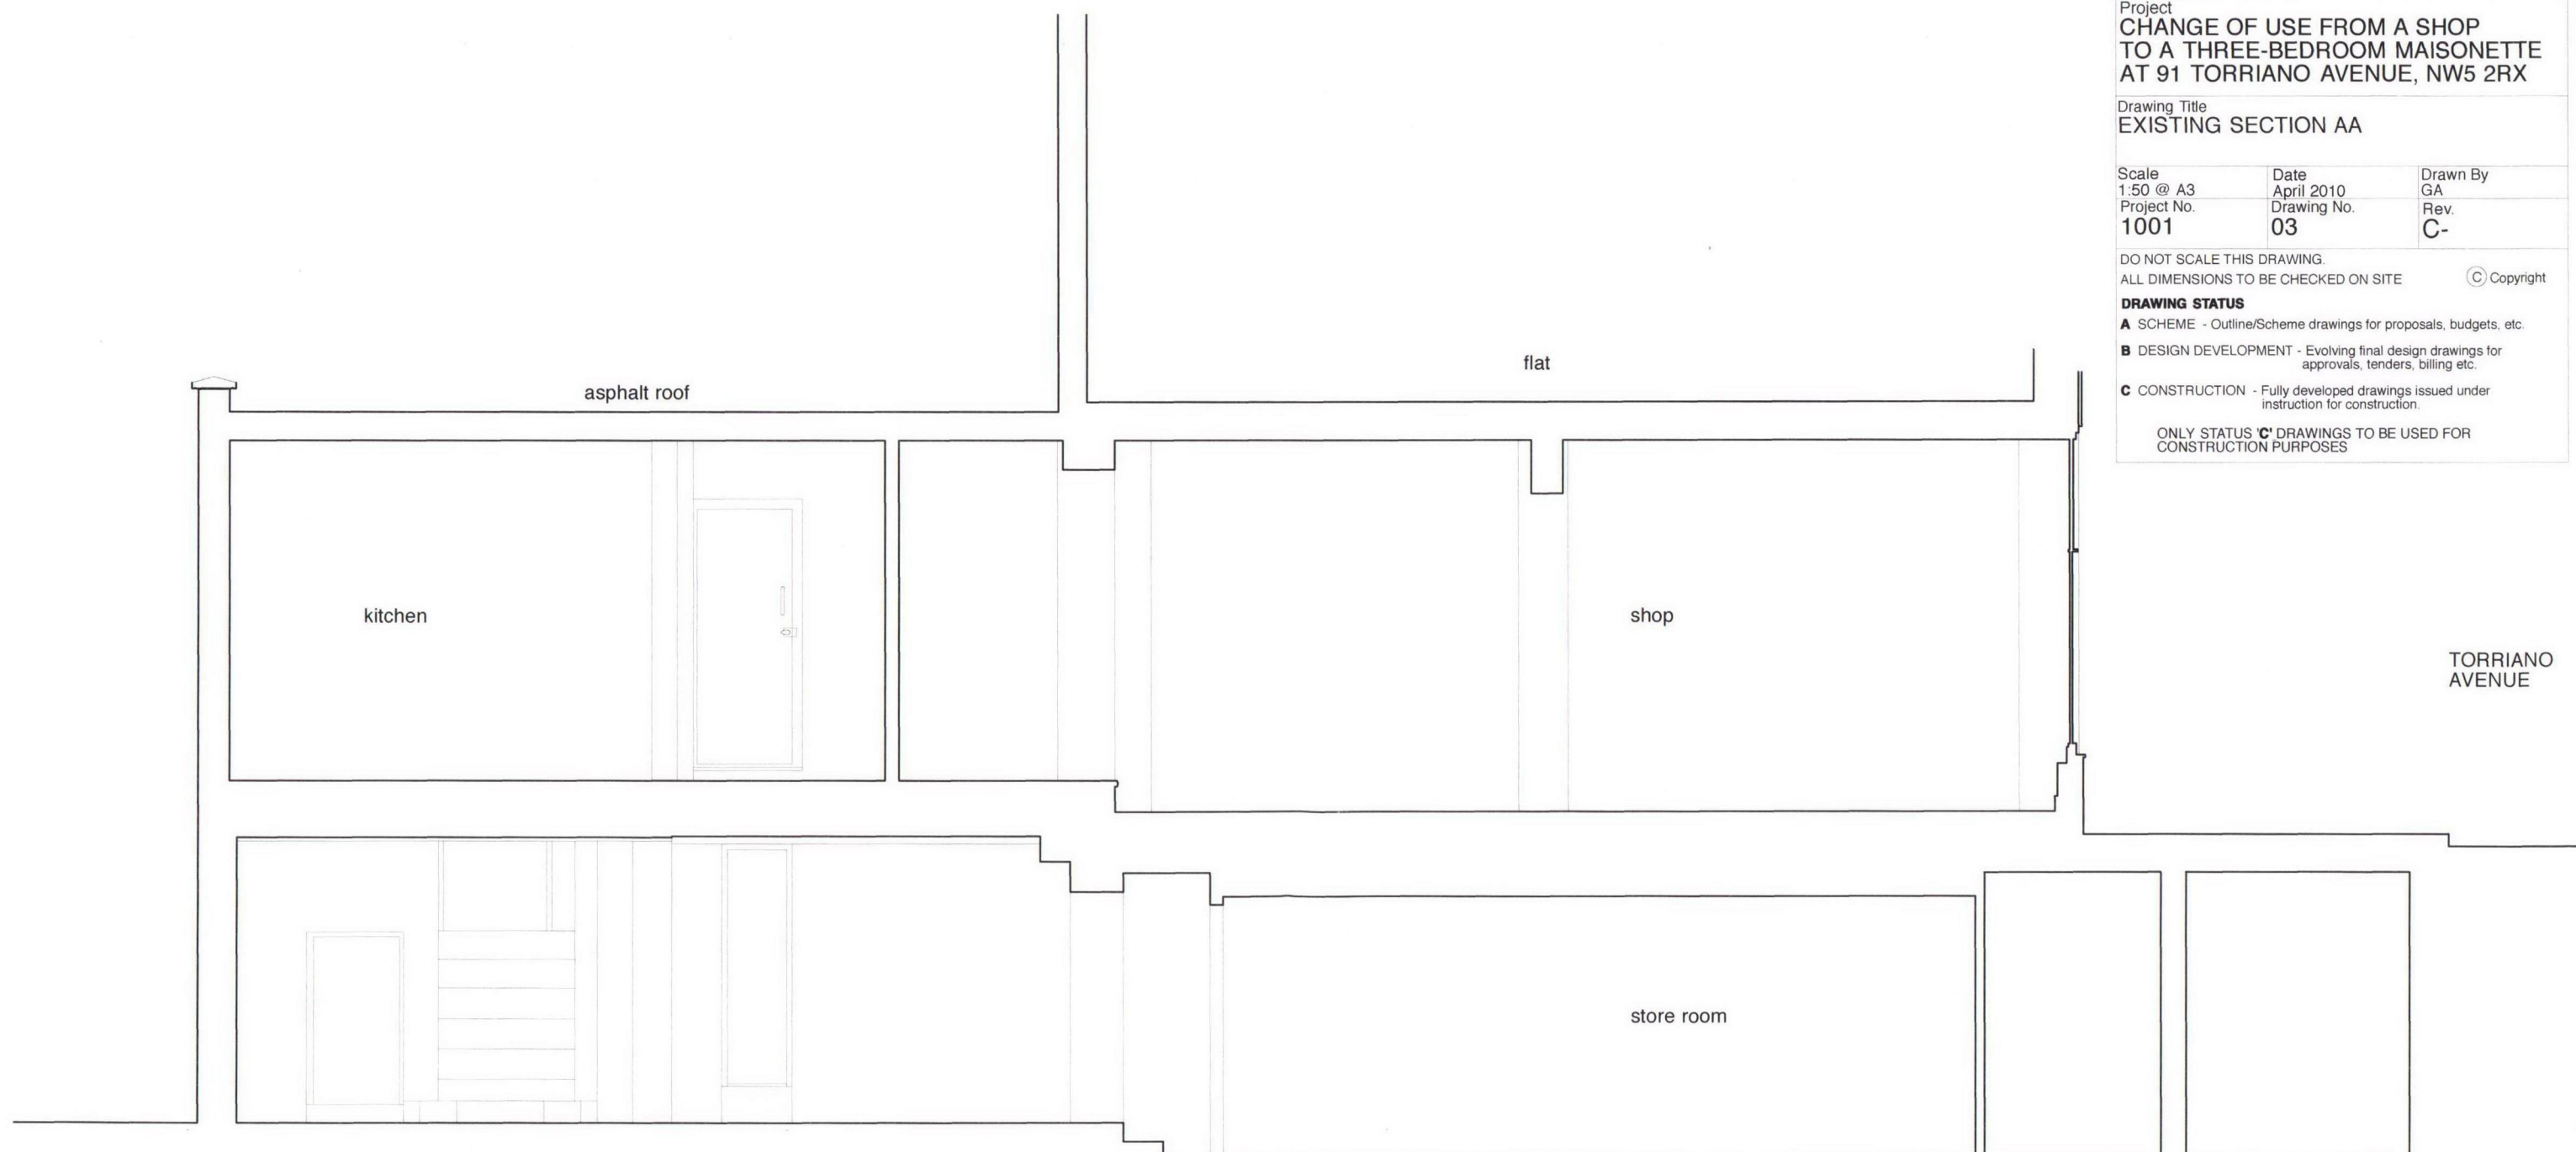 Project
CHANGE OF USE FROM A SHOP
TO A THREE-BEDROOM MAISONETTE
AT 91 TORRIANO AVENUE, NW5 2RX
Drawing Title
EXISTING SECTION AA
Scale
1:50 @ A3
Date
April 2010
Drawn By
GA
Project No.
1001
Drawing No.
03
Rev.
C-
DO NOT SCALE THIS DRAWING.
ALL DIMENSIONS TO BE CHECKED ON SITE
© Copyright
DRAWING STATUS
A SCHEME - Outline/Scheme drawings for proposals, budgets, etc.
B DESIGN DEVELOPMENT - Evolving final design drawings for
approvals, tenders, billing etc.
C CONSTRUCTION - Fully developed drawings issued under
instruction for construction.
ONLY STATUS 'C' DRAWINGS TO BE USED FOR
CONSTRUCTION PURPOSES
flat
asphalt roof
kitchen
shop
TORRIANO
AVENUE
store room